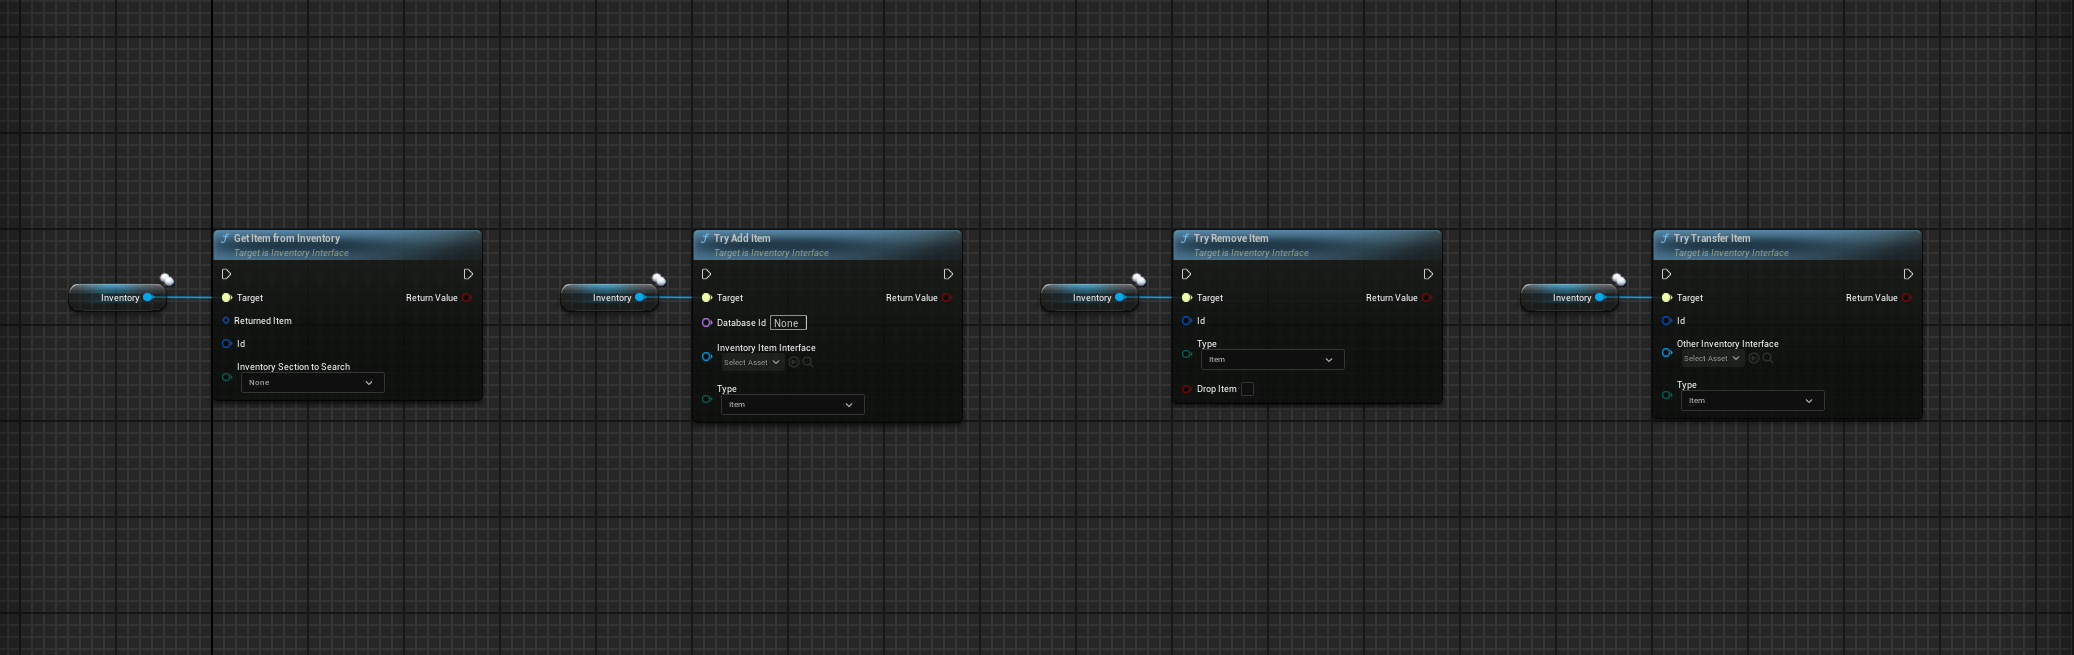 Inventory
f Get Item from Inventory
Target is Inventory Interface
Target
Return Value
Returned Item
Id
Inventory Section to Search
None
Inventory
f Try Add Item
Target is Inventory Interface
Target
Return Value
Database Id None
Inventory Item Interface
Select Asset
Type
Item
Inventory
f Try Remove Item
Target is Inventory Interface
Target
Return Value
Id
Type
Item
Drop Item
Inventory
f Try Transfer Item
Target is Inventory Interface
Target
Return Value
Id
Other Inventory Interface
Select Asset
Type
Item